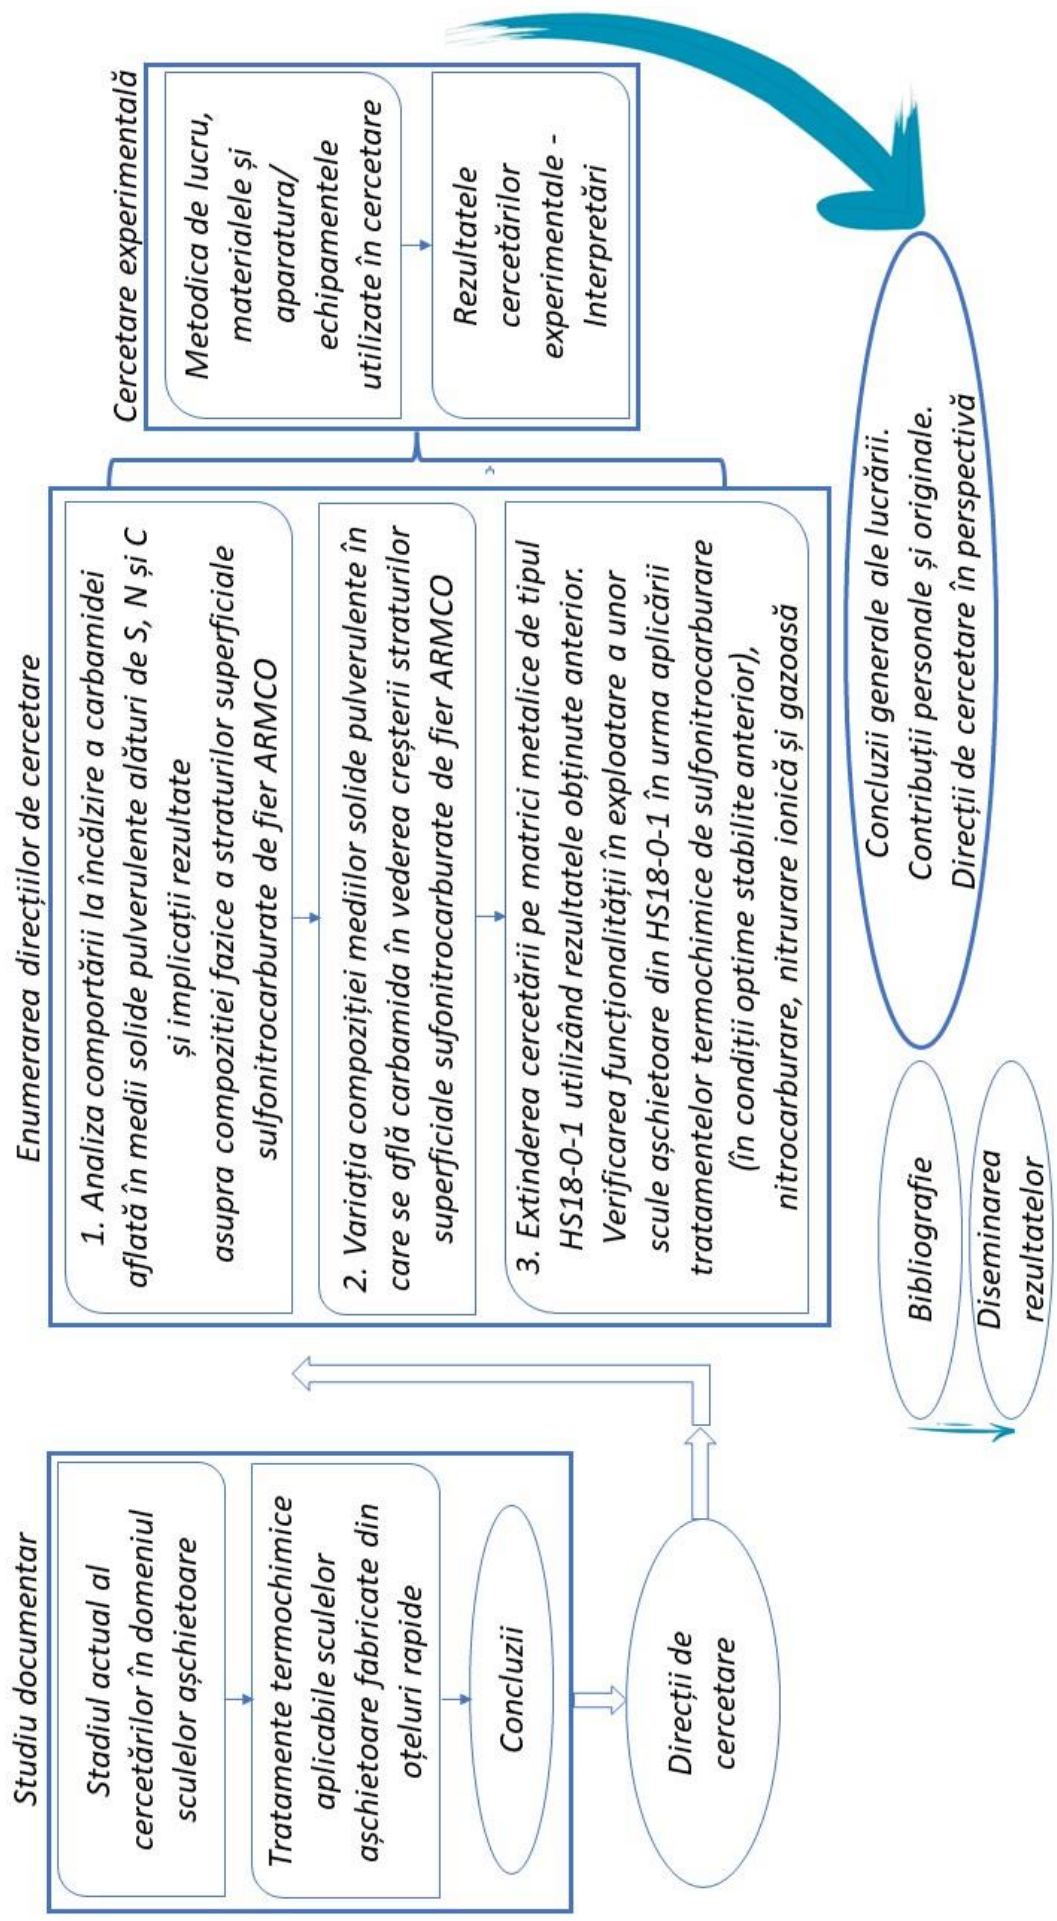 Studiu documentar
Stadiul actual al
cercetărilor în domeniul
sculelor așchietoare
Tratamente termochimice
aplicabile sculelor
așchietoare fabricate din
oțeluri rapide
Concluzii
Direcții de
cercetare
Enumerarea direcțiilor de cercetare
1. Analiza comportării la încălzire a carbamidei
aflată în medii solide pulverulente alături de S, N și C
și implicații rezultate
asupra compozitiei fazice a straturilor superficiale
sulfonitrocarburate de fier ARMCO
2. Variația compoziției mediilor solide pulverulente în
care se află carbamida în vederea creșterii straturilor
superficiale sufonitrocarburate de fier ARMCO
3. Extinderea cercetării pe matrici metalice de tipul
HS18-0-1 utilizând rezultatele obținute anterior.
Verificarea funcționalității în exploatare a unor
scule așchietoare din HS18-0-1 în urma aplicării
tratamentelor termochimice de sulfonitrocarburare
(în condiții optime stabilite anterior),
nitrocarburare, nitrurare ionică și gazoasă
Cercetare experimentală
Metodica de lucru,
materialele și
aparatura/
echipamentele
utilizate în cercetare
Rezultatele
cercetărilor
experimentale -
Interpretări
Concluzii generale ale lucrării.
Contribuții personale și originale.
Direcții de cercetare în perspectivă
Bibliografie
Diseminarea
rezultatelor